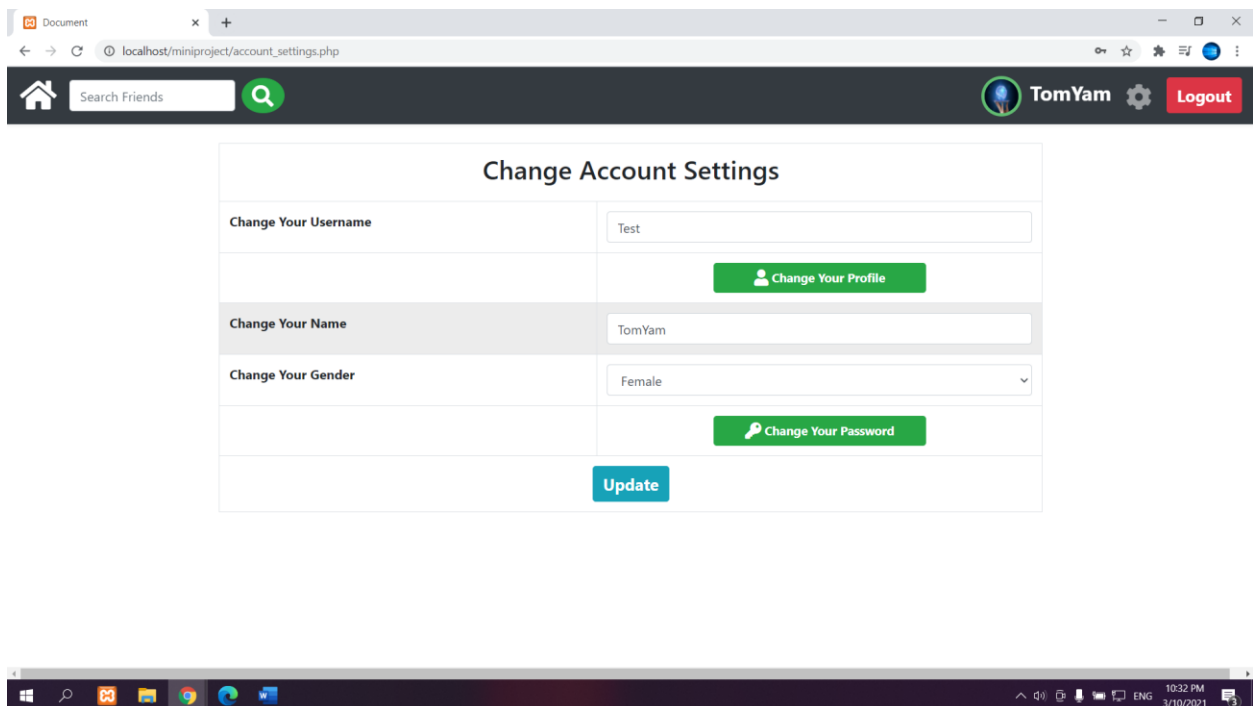 Document
localhost/miniproject/account_settings.php
Search Friends
TomYam
Logout
Change Account Settings
Change Your Username
Test
Change Your Profile
Change Your Name
TomYam
Change Your Gender
Female
Change Your Password
Update
ENG
10:32 PM
3/10/2021
3